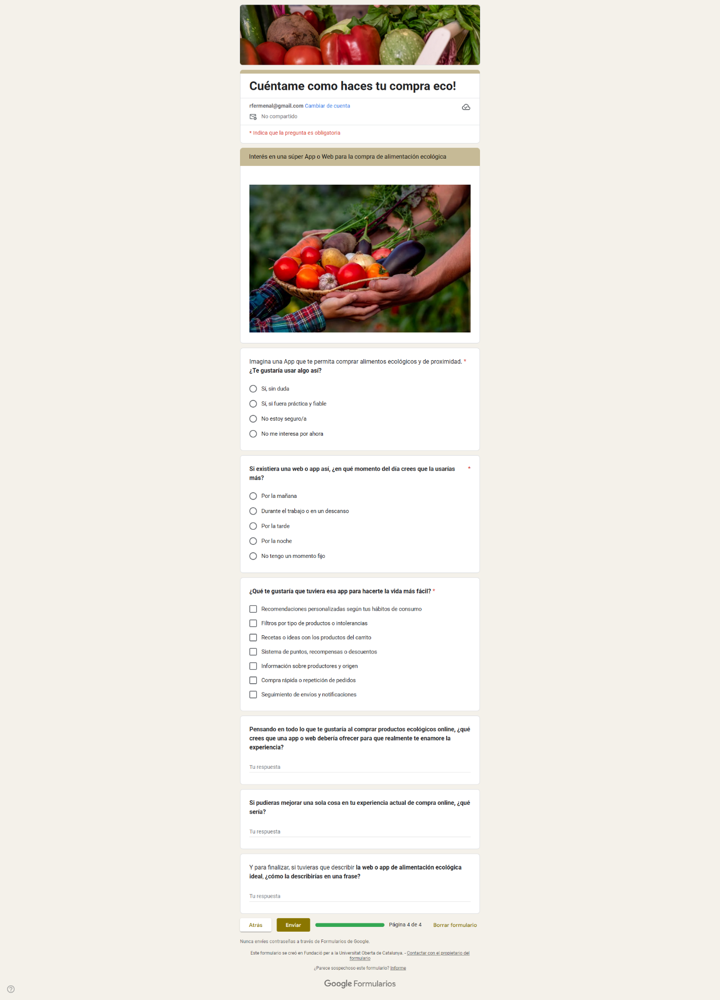 Cuéntame como haces tu compra eco!
rfermenal@gmail.com Cambiar de cuenta
No compartido
* Indica que la pregunta es obligatoria
Interés en una súper App o Web para la compra de alimentación ecológica
Imagina una App que te permita comprar alimentos ecológicos y de proximidad. *
¿Te gustaría usar algo así?
Sí, sin duda
Sí, si fuera práctica y fiable
No estoy seguro/a
No me interesa por ahora
Si existiera una web o app así, ¿en qué momento del día crees que la usarías *
más?
Por la mañana
Durante el trabajo o en un descanso
Por la tarde
Por la noche
No tengo un momento fijo
¿Qué te gustaría que tuviera esa app para hacerte la vida más fácil? *
Recomendaciones personalizadas según tus hábitos de consumo
Filtros por tipo de productos o intolerancias
Recetas o ideas con los productos del carrito
Sistema de puntos, recompensas o descuentos
Información sobre productores y origen
Compra rápida o repetición de pedidos
Seguimiento de envíos y notificaciones
Pensando en todo lo que te gustaría al comprar productos ecológicos online, ¿qué
crees que una app o web debería ofrecer para que realmente te enamore la
experiencia?
Tu respuesta
Si pudieras mejorar una sola cosa en tu experiencia actual de compra online, ¿qué
sería?
Tu respuesta
Y para finalizar, si tuvieras que describir la web o app de alimentación ecológica
ideal, ¿cómo la describirías en una frase?
Tu respuesta
Atrás Enviar Página 4 de 4 Borrar formulario
Nunca envíes contraseñas a través de Formularios de Google.
Este formulario se creó en Fundació per a la Universitat Oberta de Catalunya. - Contactar con el propietario del
formulario
¿Parece sospechoso este formulario? Informe
Google Formularios